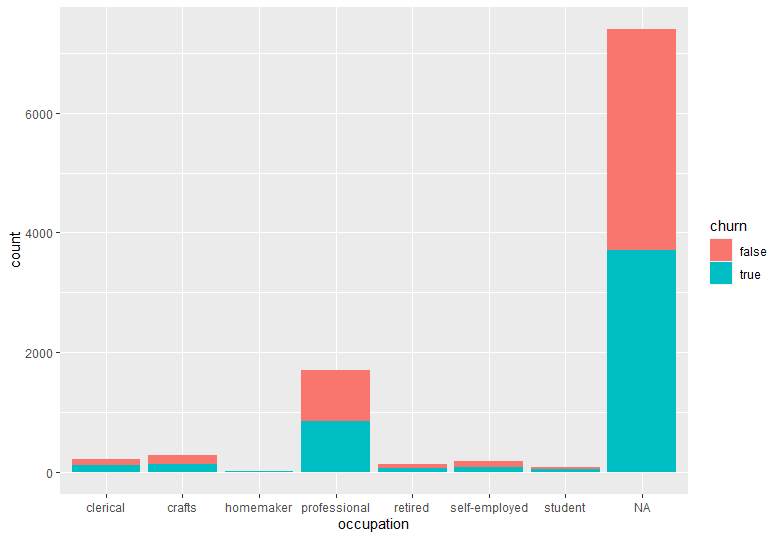 6000
4000
2000
0
count
clerical crafts homemaker professional retired self-employed student NA
occupation
churn
false
true